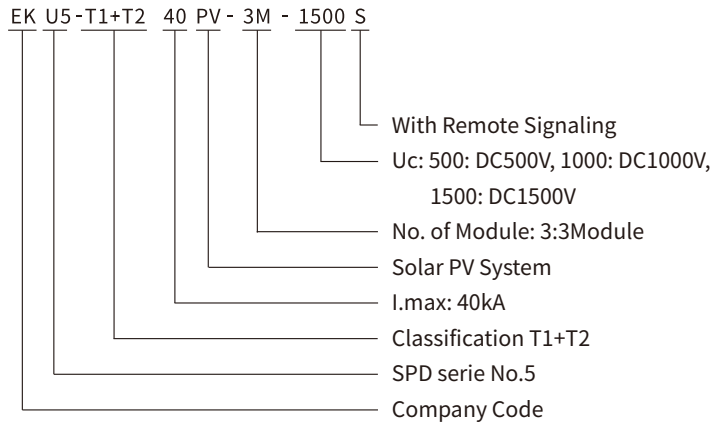 EK U5-T1+T2 40 PV - 3M - 1500 S
With Remote Signaling
Uc: 500: DC500V, 1000: DC1000V,
1500: DC1500V
No. of Module: 3:3Module
Solar PV System
I.max: 40kA
Classification T1+T2
SPD serie No.5
Company Code